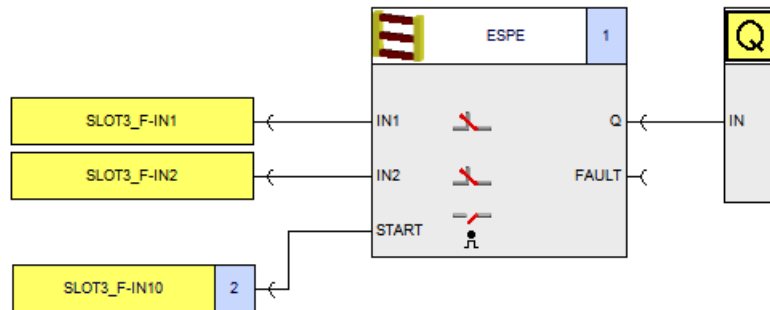 ESPE 1
Q
SLOT3_F-IN1
IN1
Q
IN
SLOT3_F-IN2
IN2
FAULT
START
SLOT3_F-IN10 2